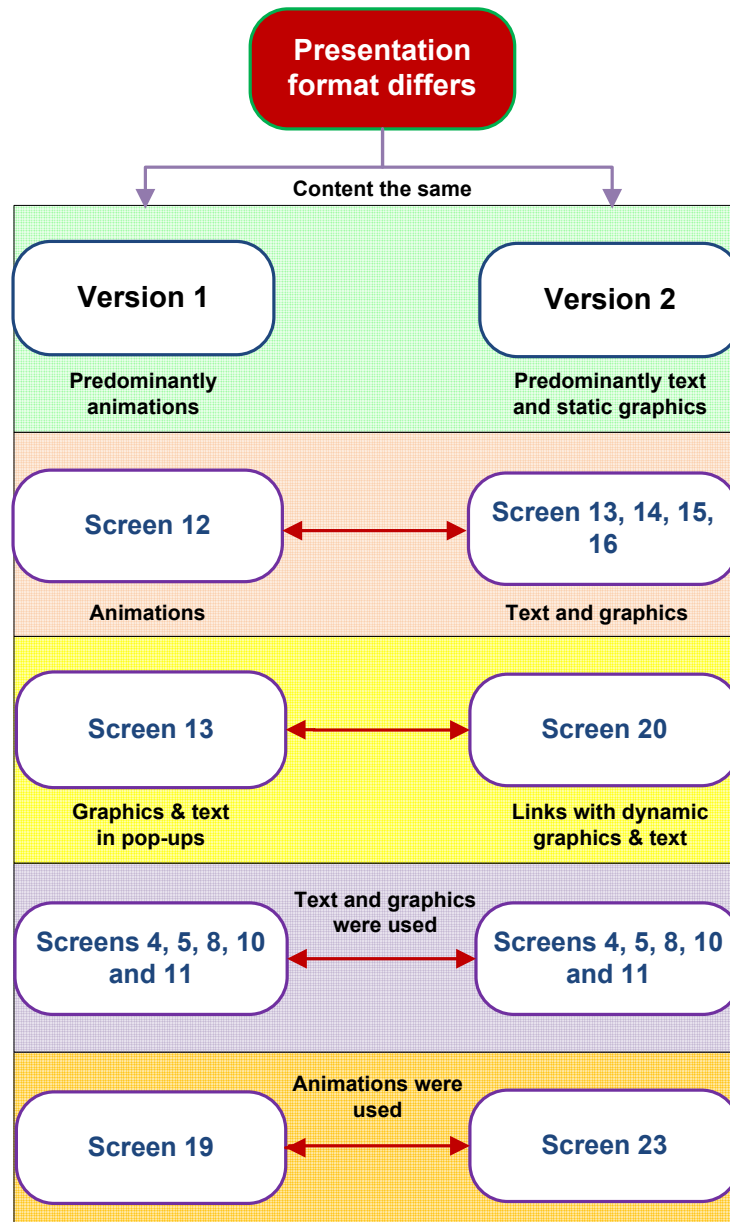 Presentation
format differs
Content the same
Version 1
Version 2
Predominantly
animations
Predominantly text
and static graphics
Screen 12
Screen 13, 14, 15,
16
Animations
Text and graphics
Screen 13
Screen 20
Graphics & text
in pop-ups
Links with dynamic
graphics & text
Text and graphics
were used
Screens 4, 5, 8, 10
and 11
Screens 4, 5, 8, 10
and 11
Animations were
used
Screen 19
Screen 23